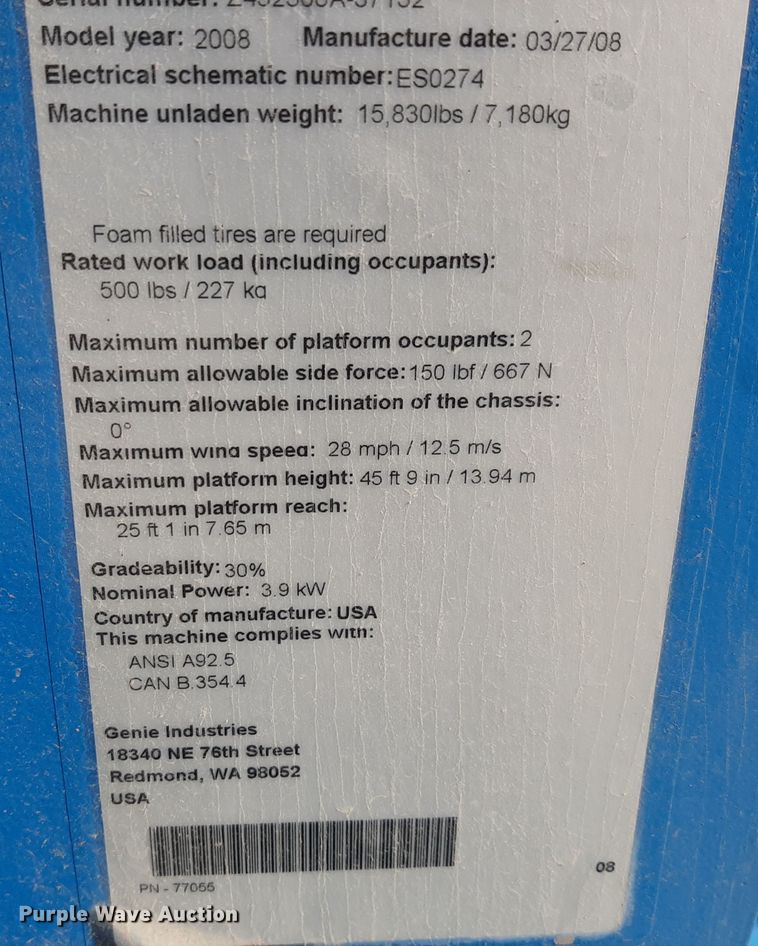 Model year: 2008 Manufacture date: 03/27/08
Electrical schematic number: ES0274
Machine unladen weight: 15,830lbs / 7,180kg
Foam filled tires are required
Rated work load (including occupants):
500 lbs / 227 kg
Maximum number of platform occupants: 2
Maximum allowable side force: 150 lbf / 667 N
Maximum allowable inclination of the chassis:
0°
Maximum wind speed: 28 mph / 12.5 m/s
Maximum platform height: 45 ft 9 in / 13.94 m
Maximum platform reach:
25 ft 1 in 7.65 m
Gradeability: 30%
Nominal Power: 3.9 kW
Country of manufacture: USA
This machine complies with:
ANSI A92.5
CAN B.354.4
Genie Industries
18340 NE 76th Street
Redmond, WA 98052
USA
PN - 77055
08
Purple Wave Auction